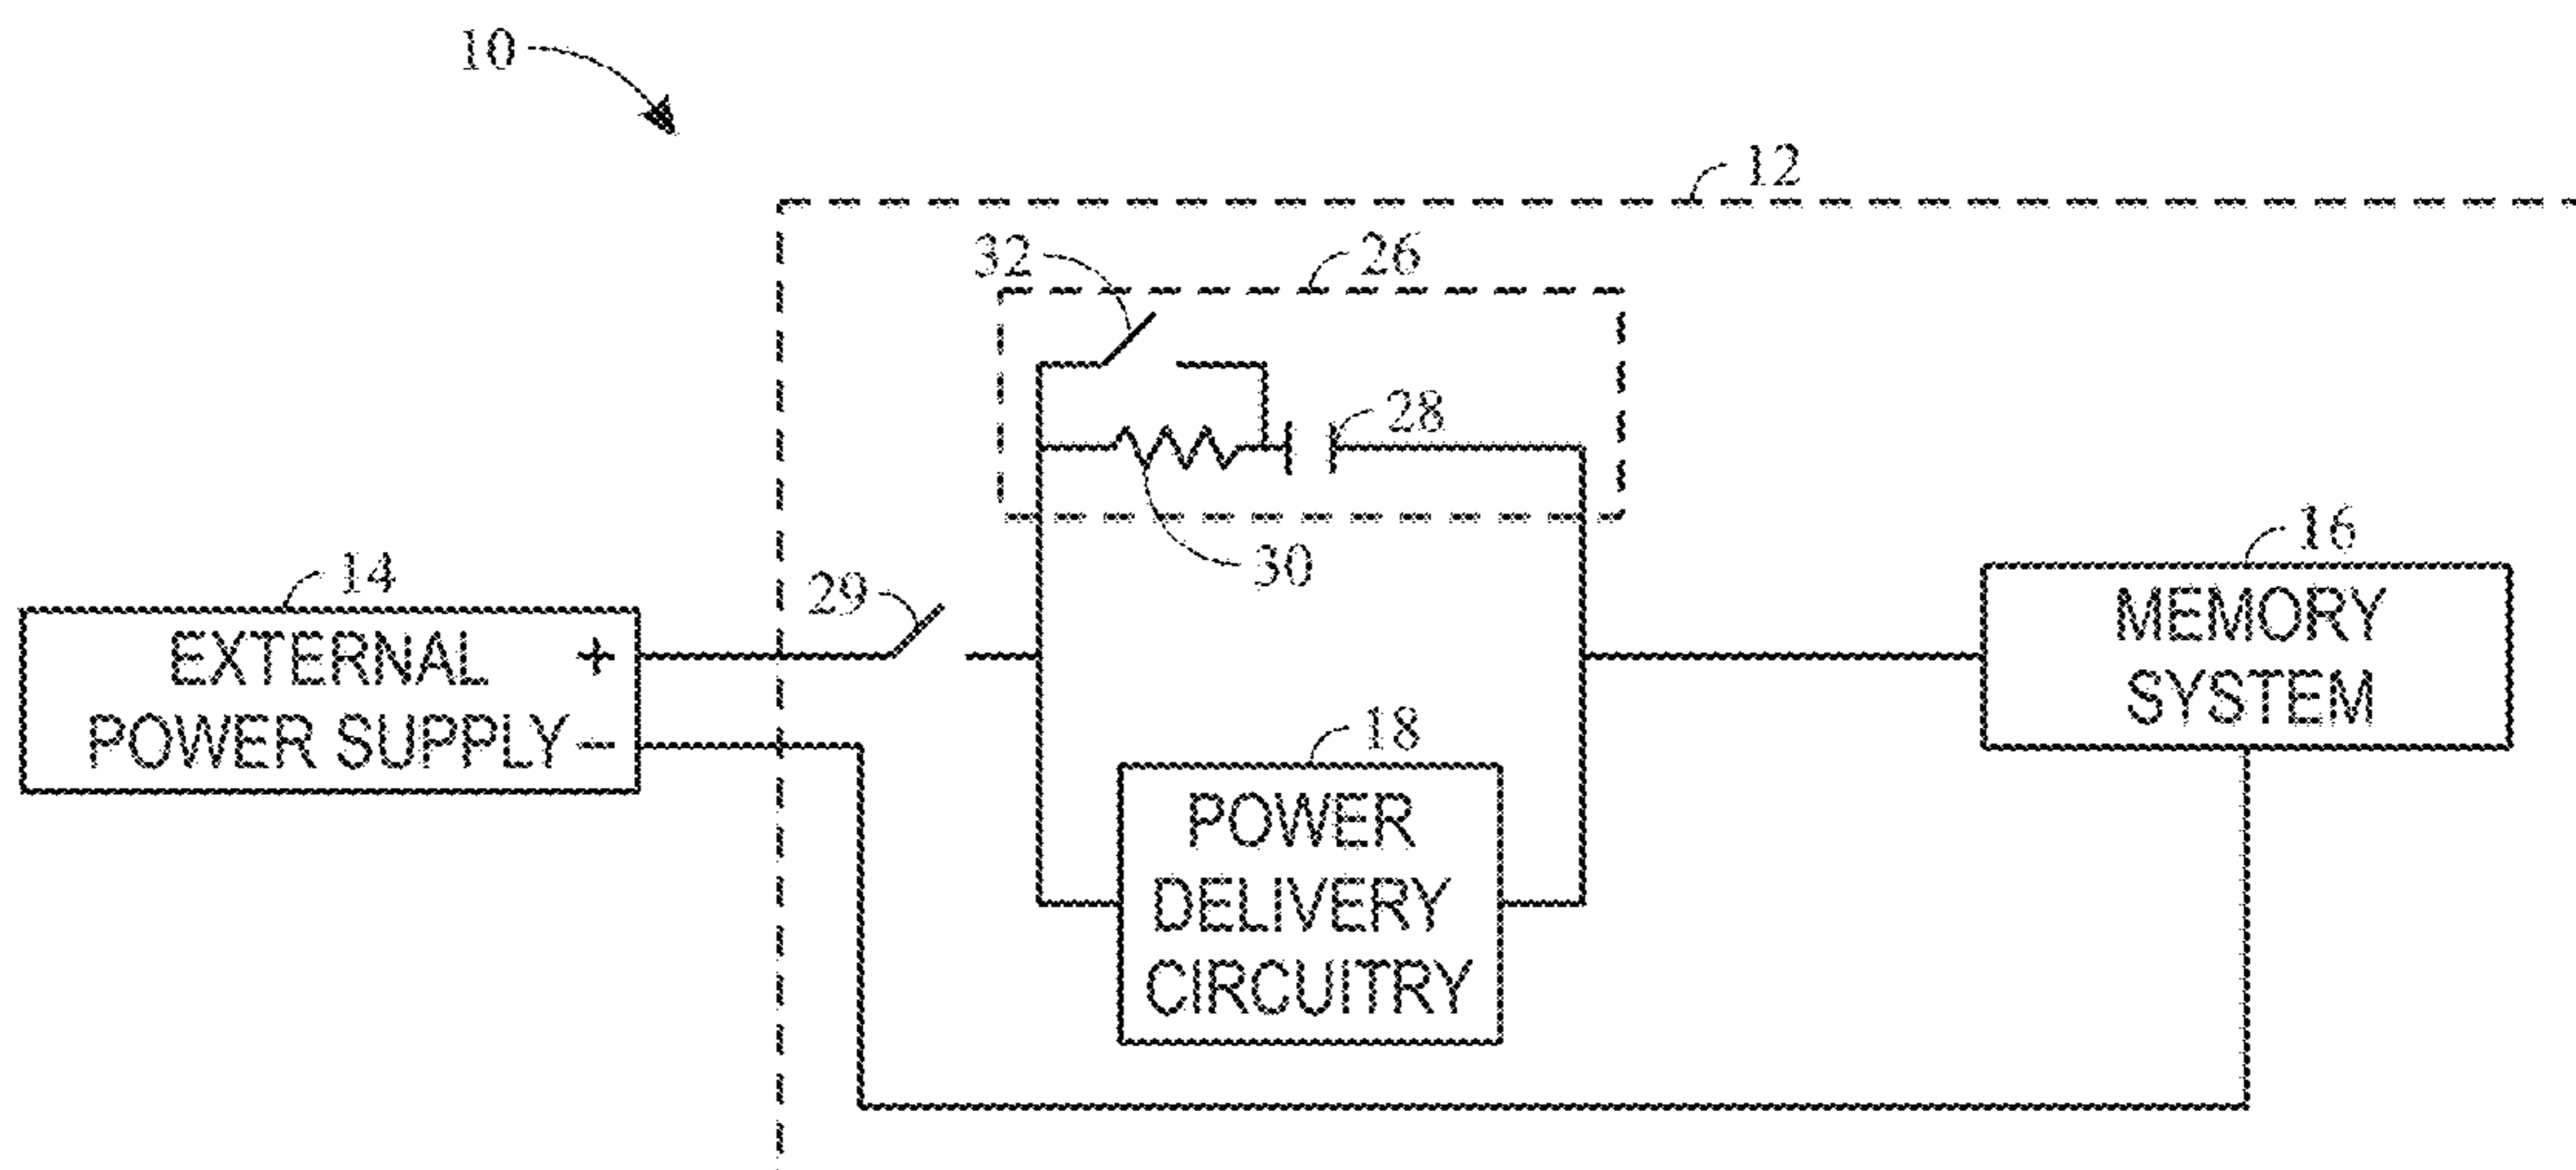 10
12
32
26
28
30
16
14
29
EXTERNAL +
POWER SUPPLY −
MEMORY
SYSTEM
18
POWER
DELIVERY
CIRCUITRY